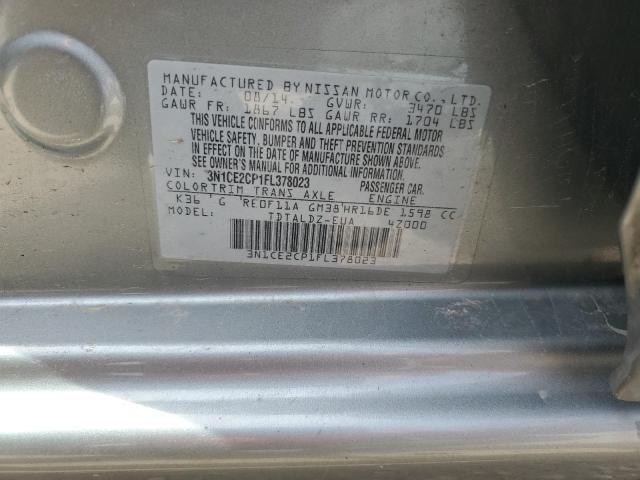 MANUFACTURED BY NISSAN MOTOR CO., LTD.
DATE: 08/14. GVWR: 3470 LBS
GAWR FR: 1867 LBS GAWR RR: 1704 LBS
THIS VEHICLE CONFORMS TO ALL APPLICABLE FEDERAL MOTOR
VEHICLE SAFETY, BUMPER AND THEFT PREVENTION STANDARDS
IN EFFECT ON THE DATE OF MANUFACTURE SHOWN ABOVE.
SEE OWNER'S MANUAL FOR ADDITIONAL INFORMATION.
VIN: 3N1CE2CP1FL378023 PASSENGER CAR.
COLOR TRIM TRANS AXLE ENGINE
K36 G RE0F11A GM38 HR16DE 1598 CC
MODEL: TDTALDZ-EUA 4Z000
3N1CE2CP1FL378023